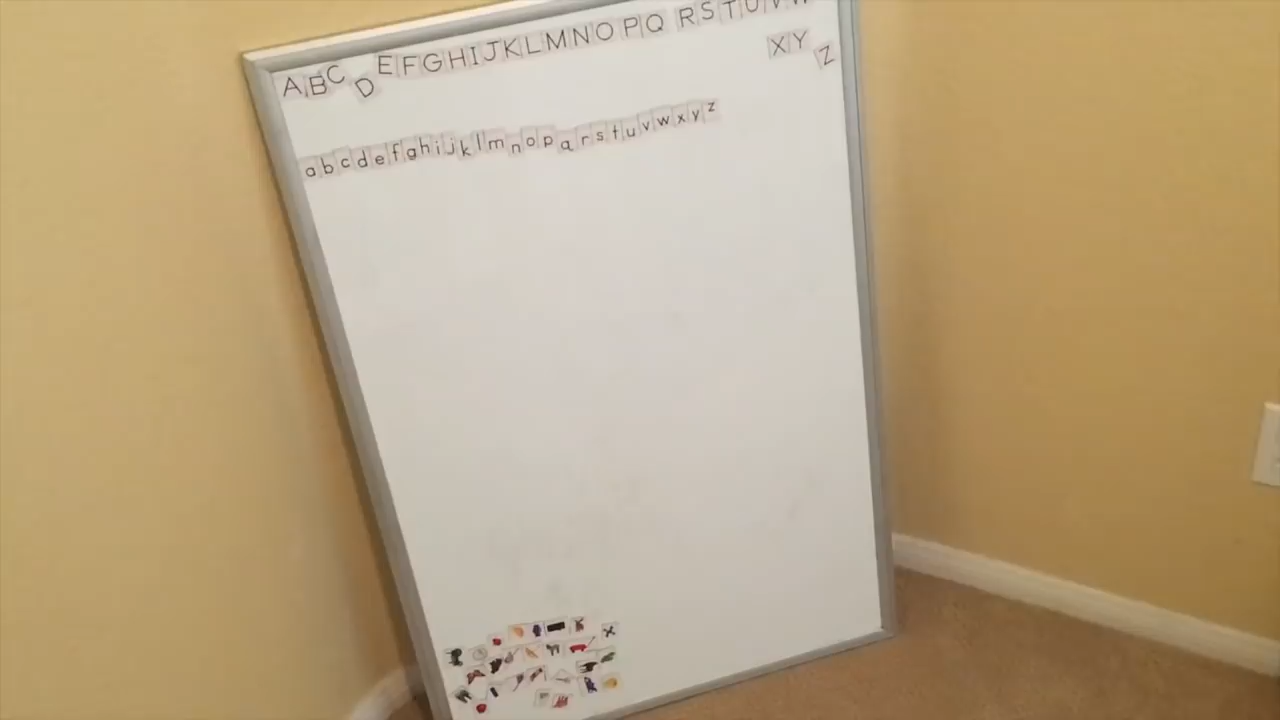 A B C D E F G H I J K L M N O P Q R S T U V W
X Y Z
a b c d e f g h i j k l m n o p q r s t u v w x y z